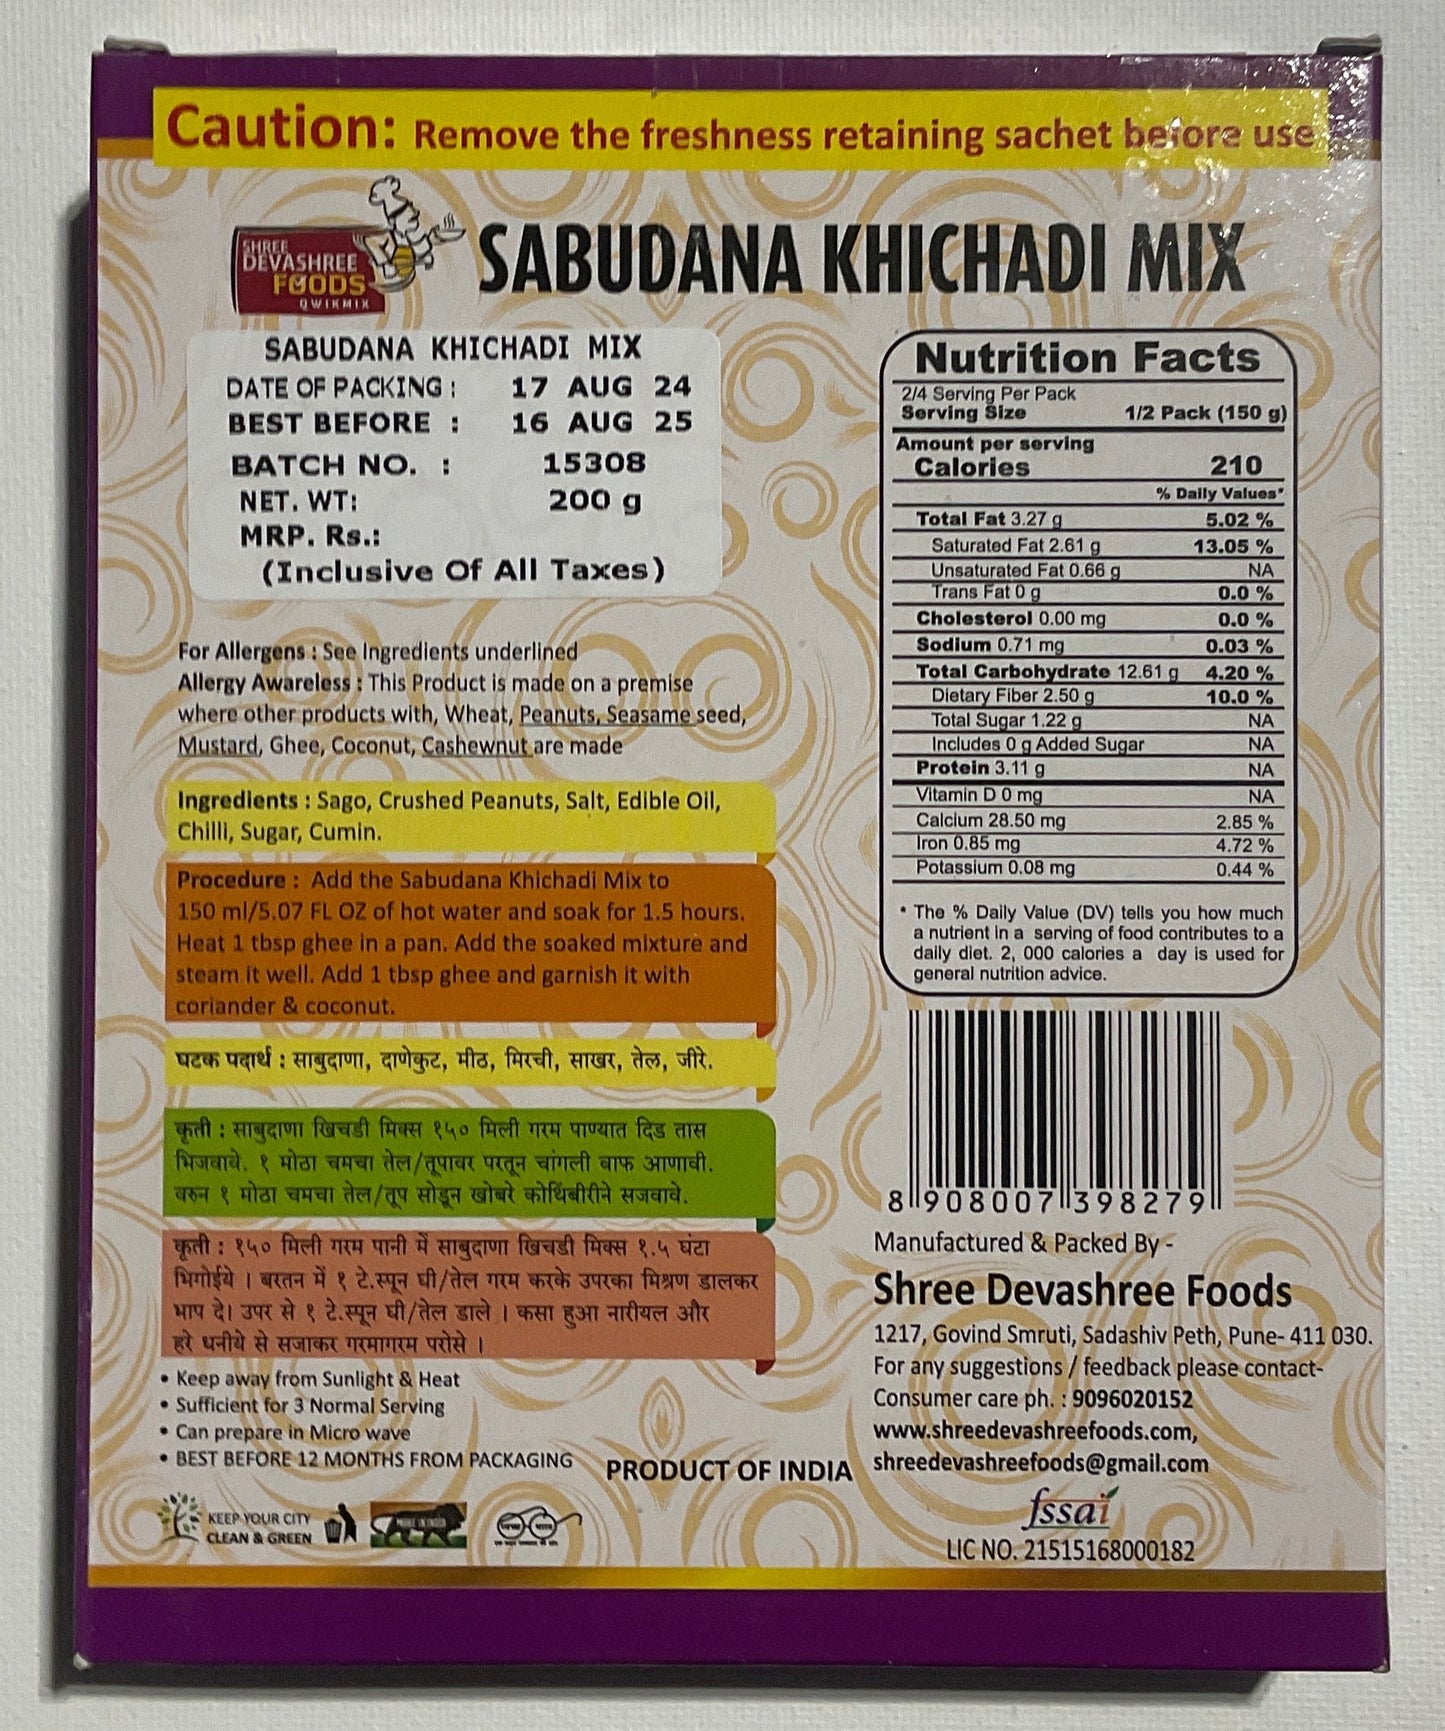 Caution: Remove the freshness retaining sachet before use
SHREE
DEVASHREE
FOODS
QWIKMIX
SABUDANA KHICHADI MIX
SABUDANA KHICHADI MIX
DATE OF PACKING : 17 AUG 24
BEST BEFORE : 16 AUG 25
BATCH NO. : 15308
NET. WT: 200 g
MRP. Rs.:
(Inclusive Of All Taxes)
For Allergens : See Ingredients underlined
Allergy Awareless : This Product is made on a premise
where other products with, Wheat, Peanuts, Seasame seed,
Mustard, Ghee, Coconut, Cashewnut are made
Ingredients : Sago, Crushed Peanuts, Salt, Edible Oil,
Chilli, Sugar, Cumin.
Procedure : Add the Sabudana Khichadi Mix to
150 ml/5.07 FL OZ of hot water and soak for 1.5 hours.
Heat 1 tbsp ghee in a pan. Add the soaked mixture and
steam it well. Add 1 tbsp ghee and garnish it with
coriander & coconut.
घटक पदार्थ : साबुदाणा, दाणेकुट, मीठ, मिरची, साखर, तेल, जीरे.
कृती : साबुदाणा खिचडी मिक्स १५० मिली गरम पाण्यात दिड तास
भिजवावे. १ मोठा चमचा तेल/तूपावर परतून चांगली वाफ आणावी.
वरुन १ मोठा चमचा तेल/तूप सोडून खोबरे कोथिंबीरीने सजवावे.
कृती : १५० मिली गरम पानी में साबुदाणा खिचडी मिक्स १.५ घंटा
भिगोईये । बरतन में १ टे.स्पून घी/तेल गरम करके उपरका मिश्रण डालकर
भाप दे। उपर से १ टे.स्पून घी/तेल डाले । कसा हुआ नारीयल और
हरे धनीये से सजाकर गरमागरम परोसे ।
• Keep away from Sunlight & Heat
• Sufficient for 3 Normal Serving
• Can prepare in Micro wave
• BEST BEFORE 12 MONTHS FROM PACKAGING
PRODUCT OF INDIA
KEEP YOUR CITY
CLEAN & GREEN
Nutrition Facts
2/4 Serving Per Pack
Serving Size 1/2 Pack (150 g)
Amount per serving
Calories 210
% Daily Values*
Total Fat 3.27 g 5.02 %
Saturated Fat 2.61 g 13.05 %
Unsaturated Fat 0.66 g NA
Trans Fat 0 g 0.0 %
Cholesterol 0.00 mg 0.0 %
Sodium 0.71 mg 0.03 %
Total Carbohydrate 12.61 g 4.20 %
Dietary Fiber 2.50 g 10.0 %
Total Sugar 1.22 g NA
Includes 0 g Added Sugar NA
Protein 3.11 g NA
Vitamin D 0 mg NA
Calcium 28.50 mg 2.85 %
Iron 0.85 mg 4.72 %
Potassium 0.08 mg 0.44 %
* The % Daily Value (DV) tells you how much
a nutrient in a serving of food contributes to a
daily diet. 2, 000 calories a day is used for
general nutrition advice.
8 908007 398279
Manufactured & Packed By -
Shree Devashree Foods
1217, Govind Smruti, Sadashiv Peth, Pune- 411 030.
For any suggestions / feedback please contact-
Consumer care ph. : 9096020152
www.shreedevashreefoods.com,
shreedevashreefoods@gmail.com
fssai
LIC NO. 21515168000182